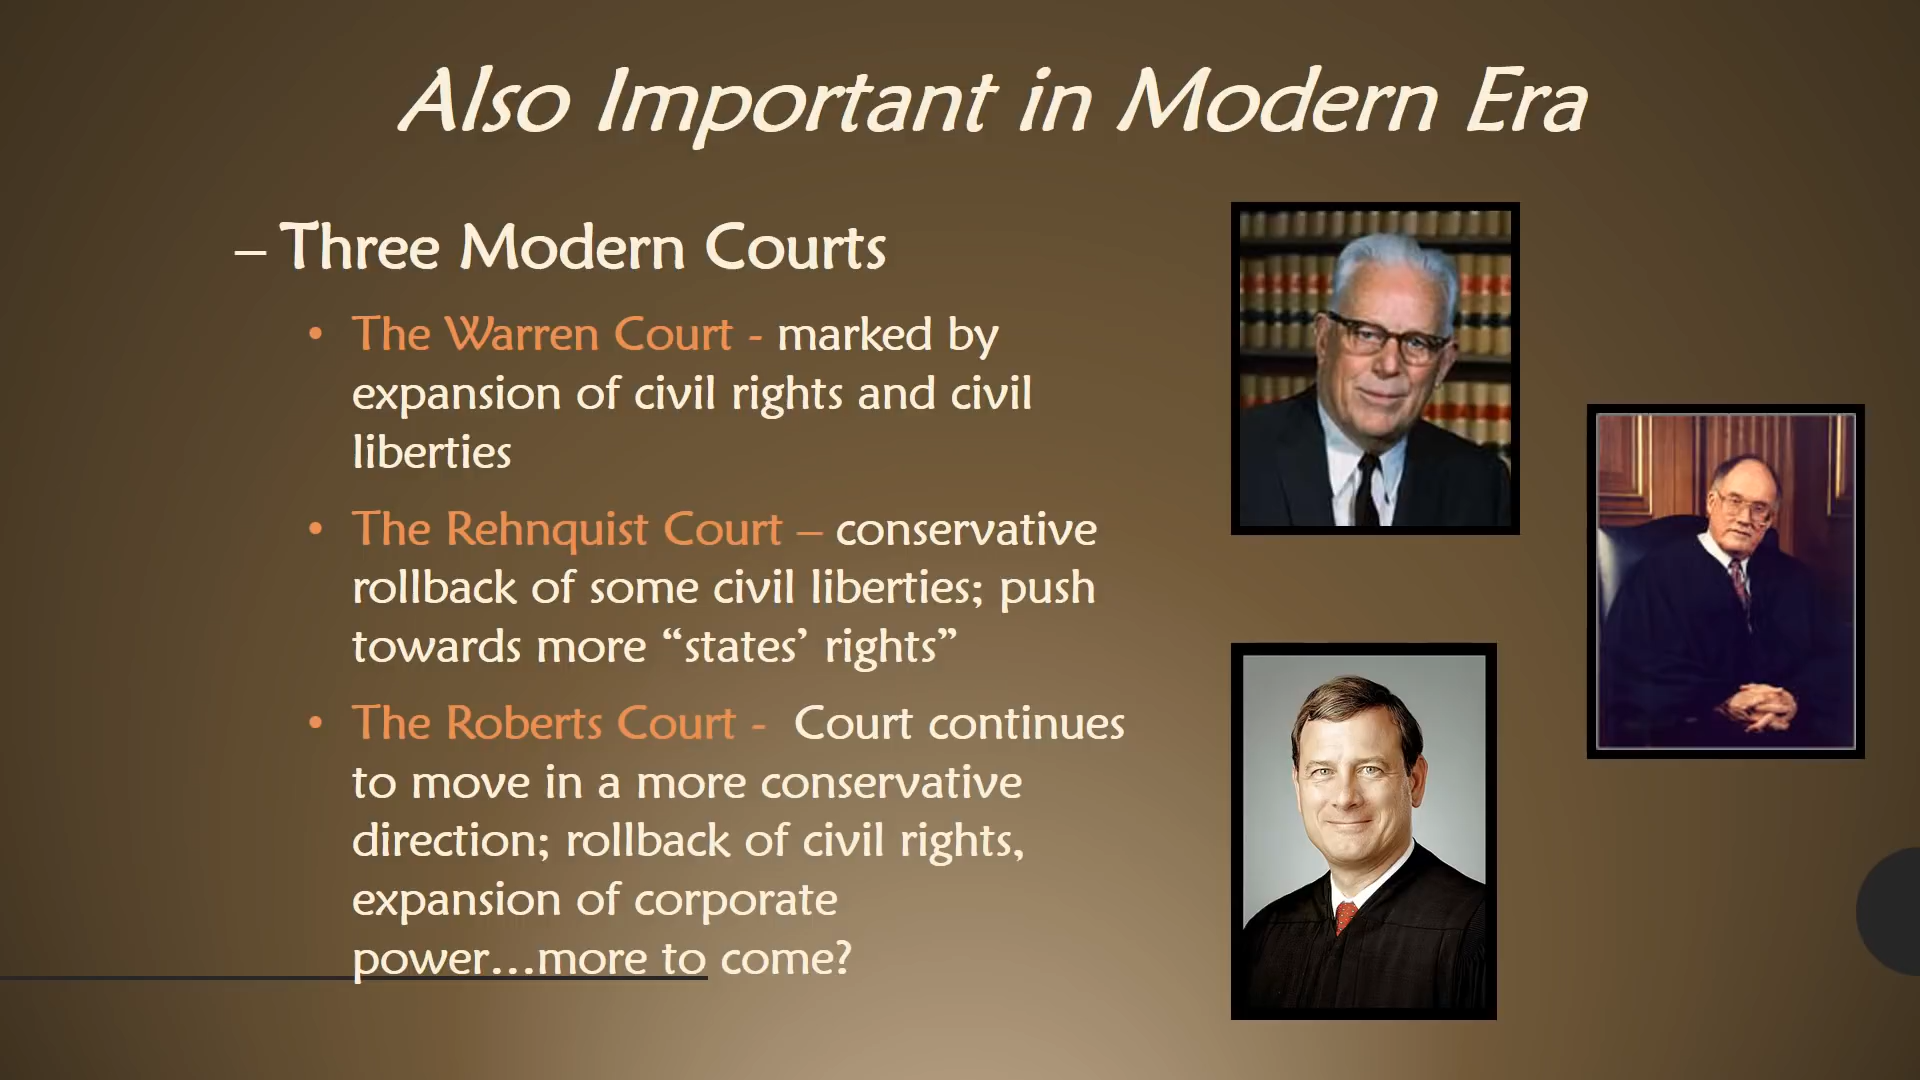 Also Important in Modern Era
– Three Modern Courts
• The Warren Court - marked by
expansion of civil rights and civil
liberties
• The Rehnquist Court – conservative
rollback of some civil liberties; push
towards more “states’ rights”
• The Roberts Court -  Court continues
to move in a more conservative
direction; rollback of civil rights,
expansion of corporate
power...more to come?